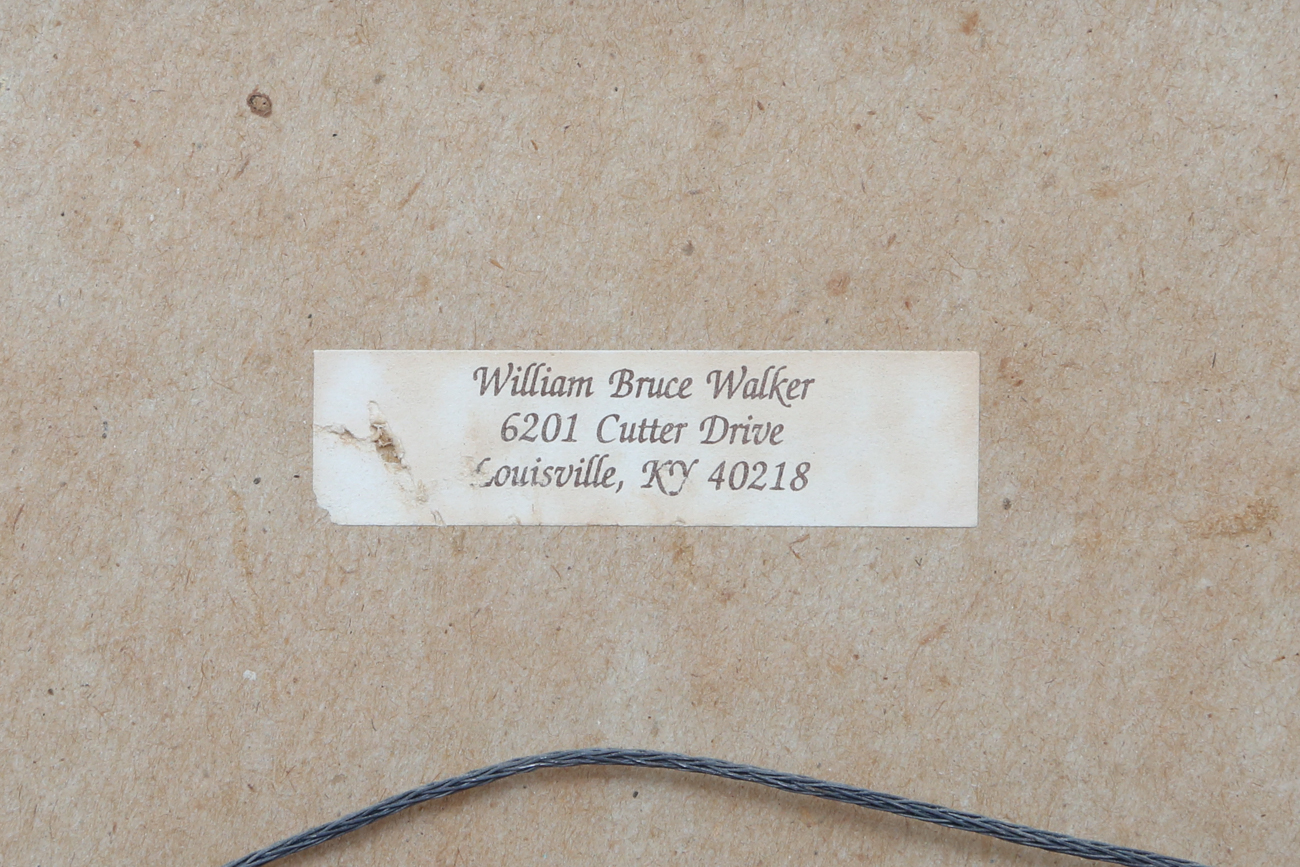 William Bruce Walker
6201 Cutter Drive
Louisville, KY 40218